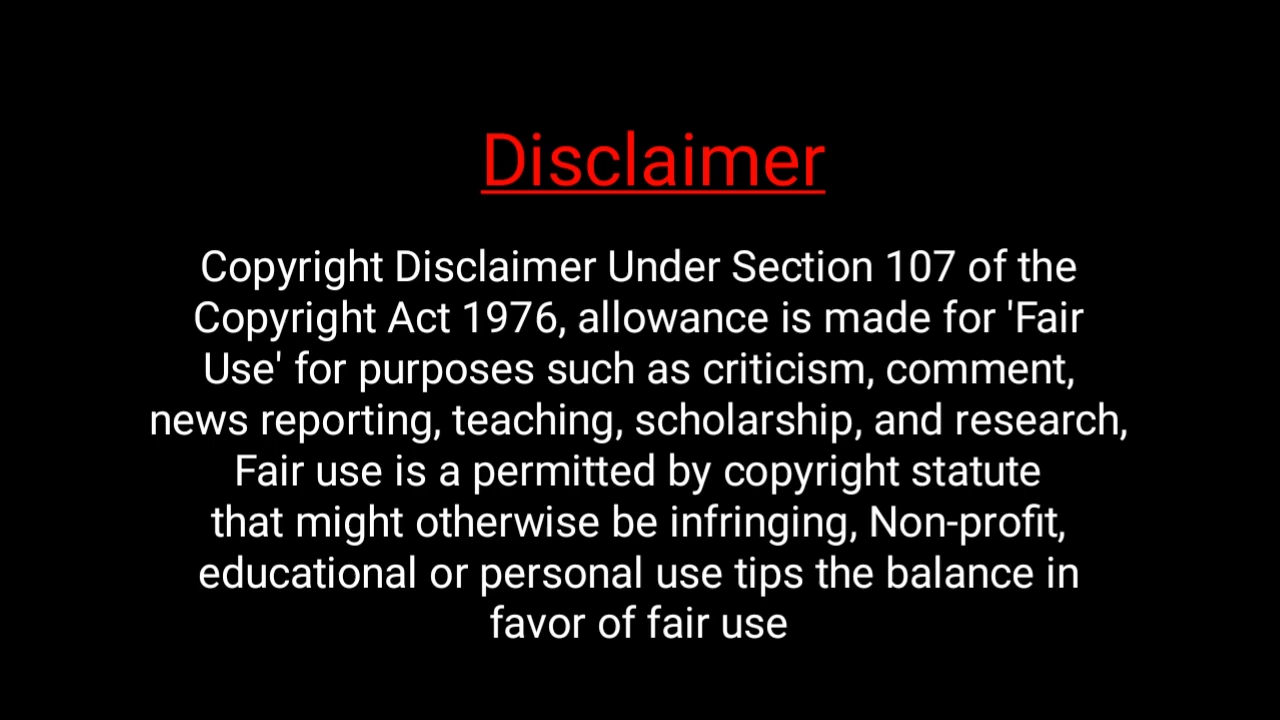 Disclaimer
Copyright Disclaimer Under Section 107 of the
Copyright Act 1976, allowance is made for 'Fair
Use' for purposes such as criticism, comment,
news reporting, teaching, scholarship, and research,
Fair use is a permitted by copyright statute
that might otherwise be infringing, Non-profit,
educational or personal use tips the balance in
favor of fair use